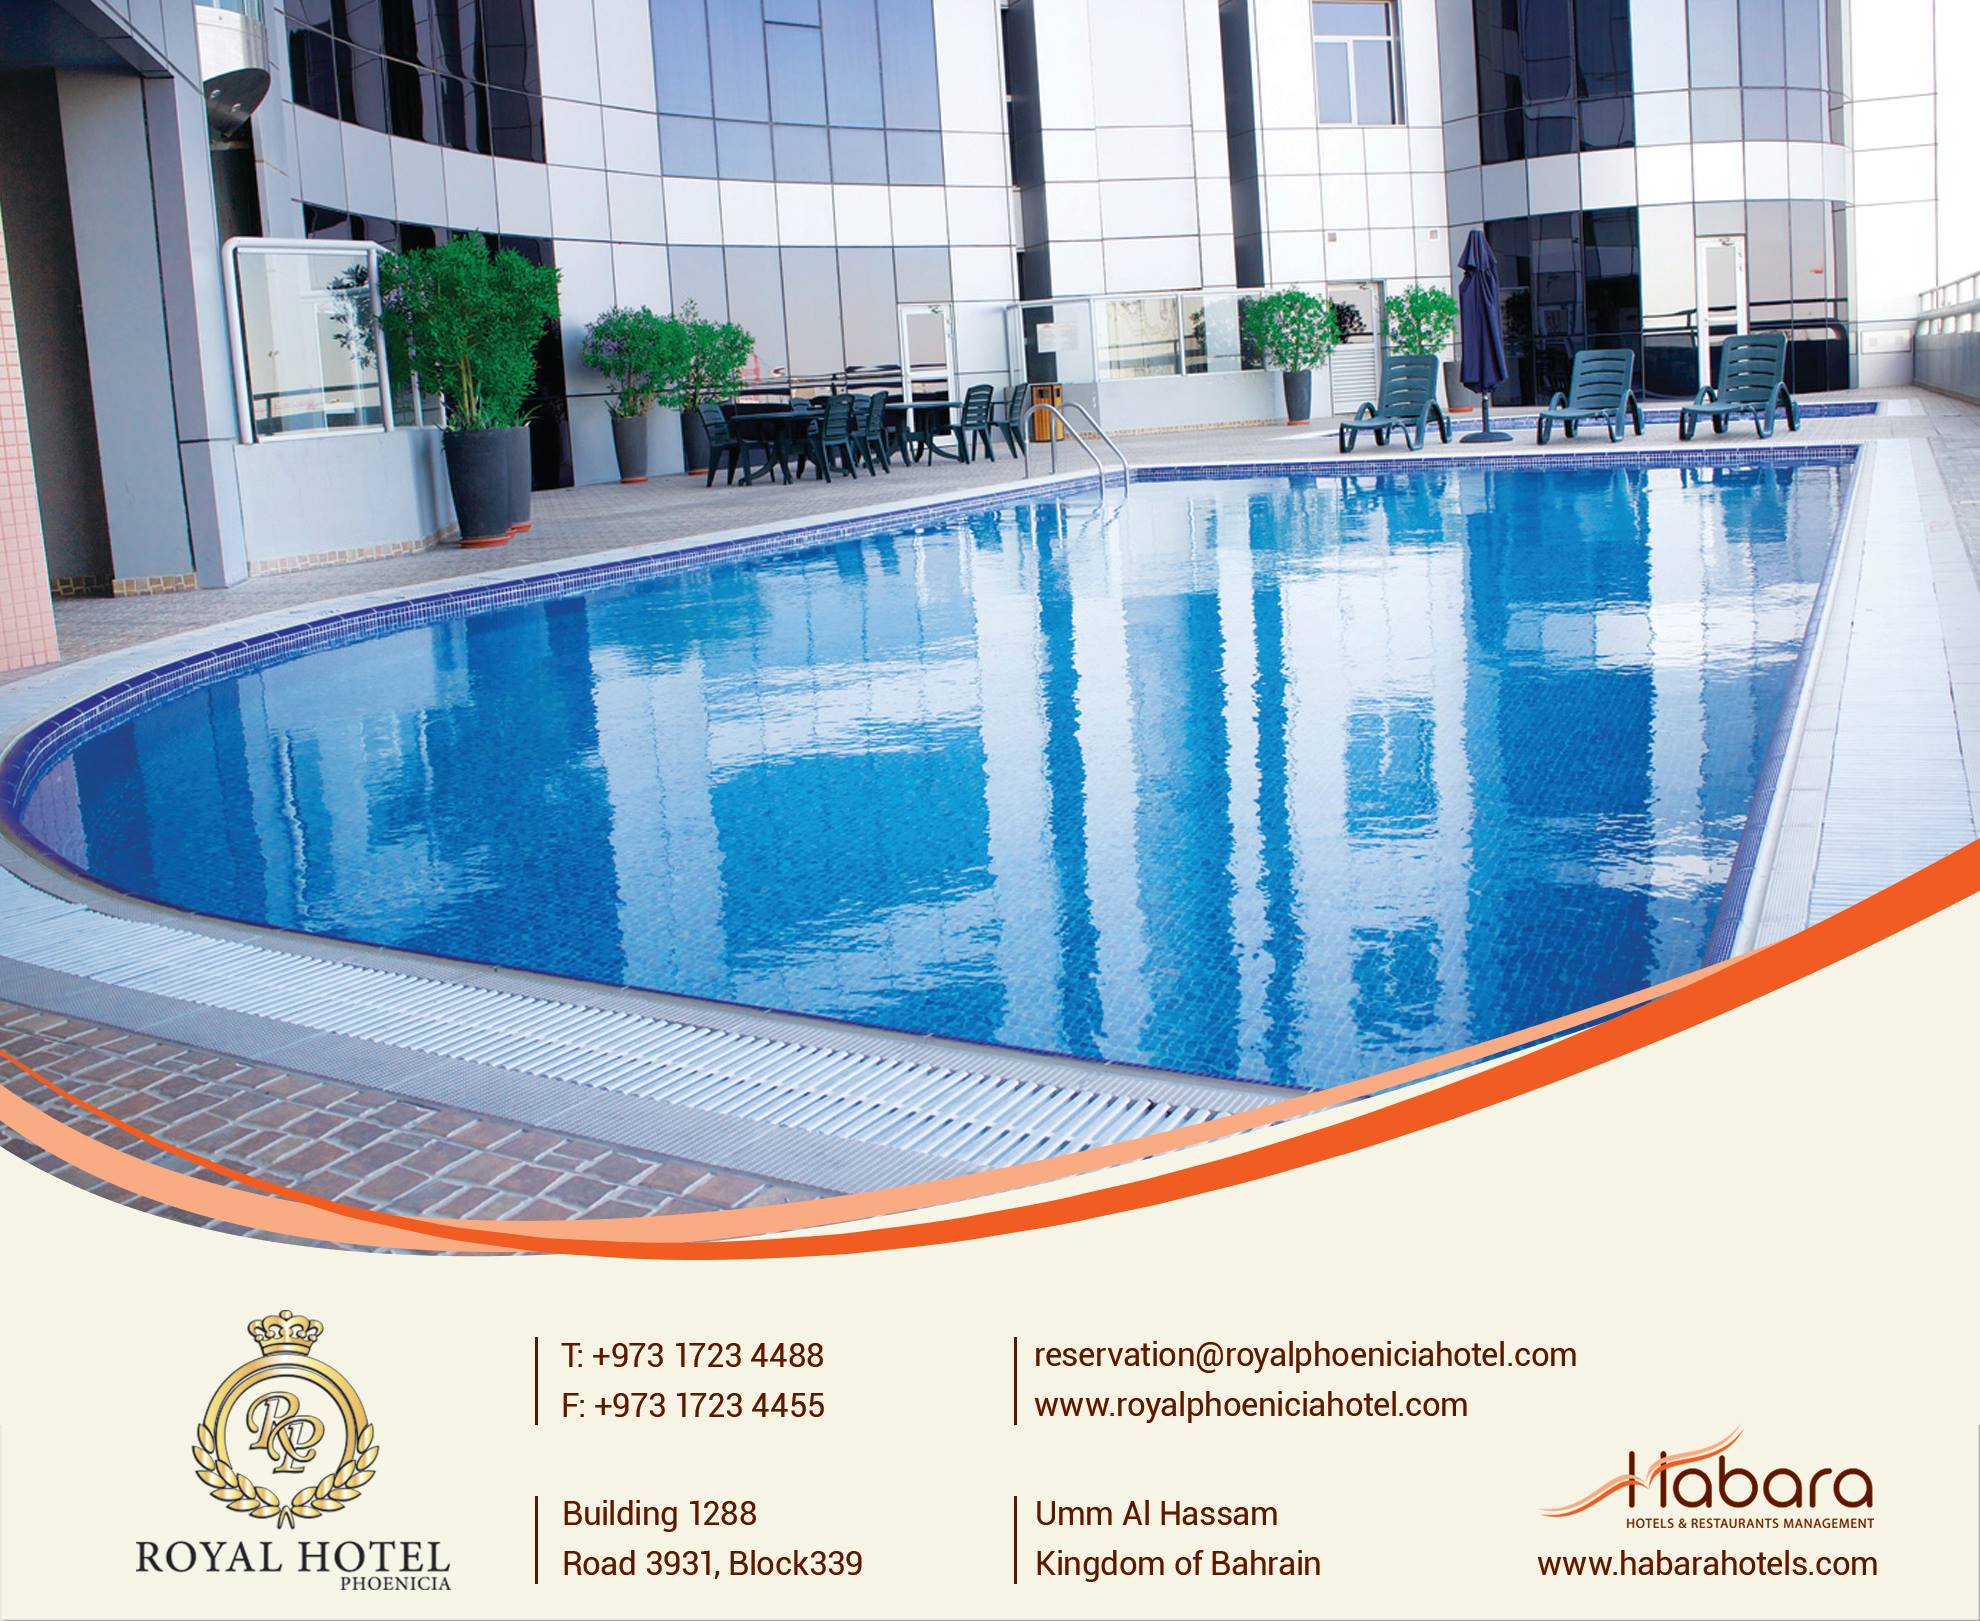 T: +973 1723 4488
F: +973 1723 4455
reservation@royalphoeniciahotel.com
www.royalphoeniciahotel.com
RPP
ROYAL HOTEL
PHOENICIA
Building 1288
Road 3931, Block339
Umm Al Hassam
Kingdom of Bahrain
Habara
HOTELS & RESTAURANTS MANAGEMENT
www.habarahotels.com